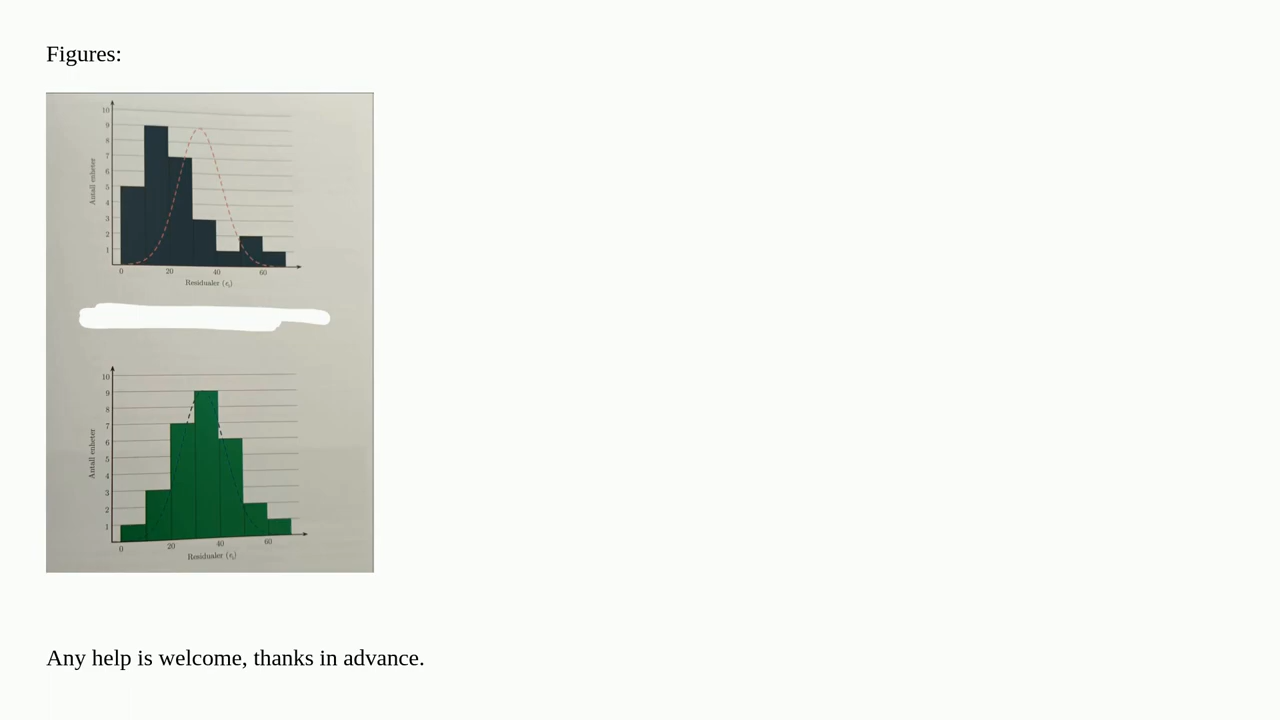 Figures:
10
9
8
7
6
5
4
3
2
1
Antall enheter
0 20 40 60
Residualer (eᵢ)
10
9
8
7
6
5
4
3
2
1
Antall enheter
0 20 40 60
Residualer (eᵢ)
Any help is welcome, thanks in advance.